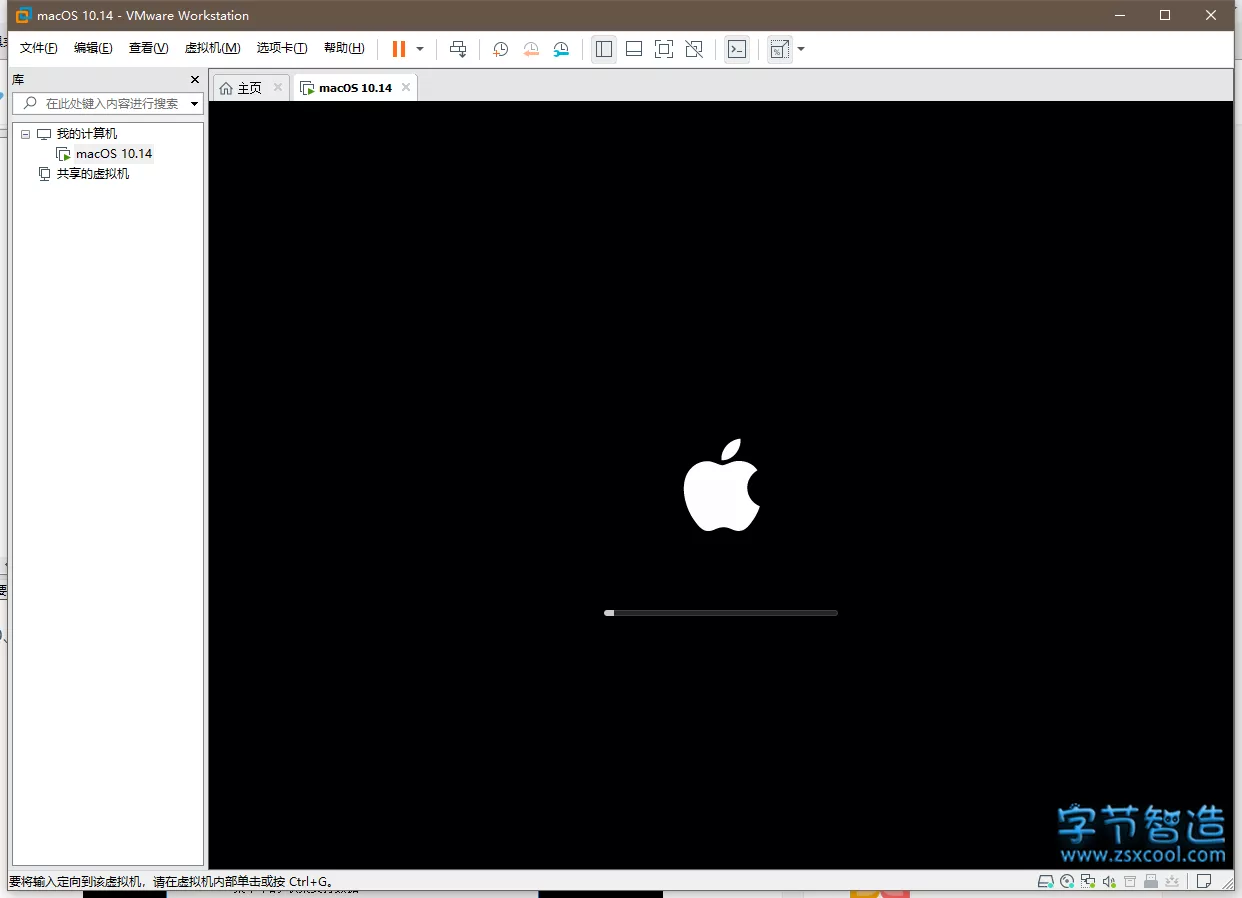 macOS 10.14 - VMware Workstation
文件(F) 编辑(E) 查看(V) 虚拟机(M) 选项卡(T) 帮助(H)
库
在此处键入内容进行搜索
主页
macOS 10.14
我的计算机
macOS 10.14
共享的虚拟机
字节智造
www.zsxcool.com
要将输入定向到该虚拟机，请在虚拟机内部单击或按 Ctrl+G。